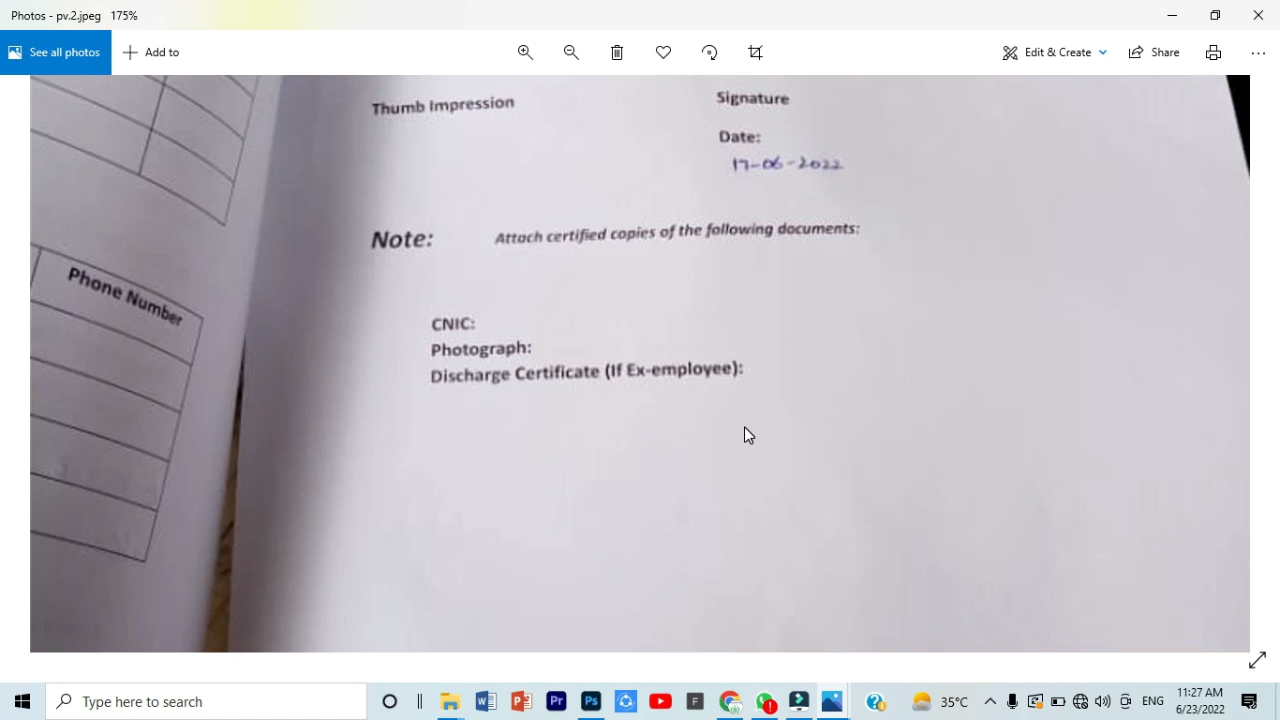 Photos - pv.2.jpeg 175%
See all photos
Add to
Edit & Create
Share
Thumb Impression
Signature
Date:
17-06-2022
Note: Attach certified copies of the following documents:
Phone Number
CNIC:
Photograph:
Discharge Certificate (If Ex-employee):
Type here to search
W
P
Pr
Ps
F
35°C
ENG
11:27 AM
6/23/2022